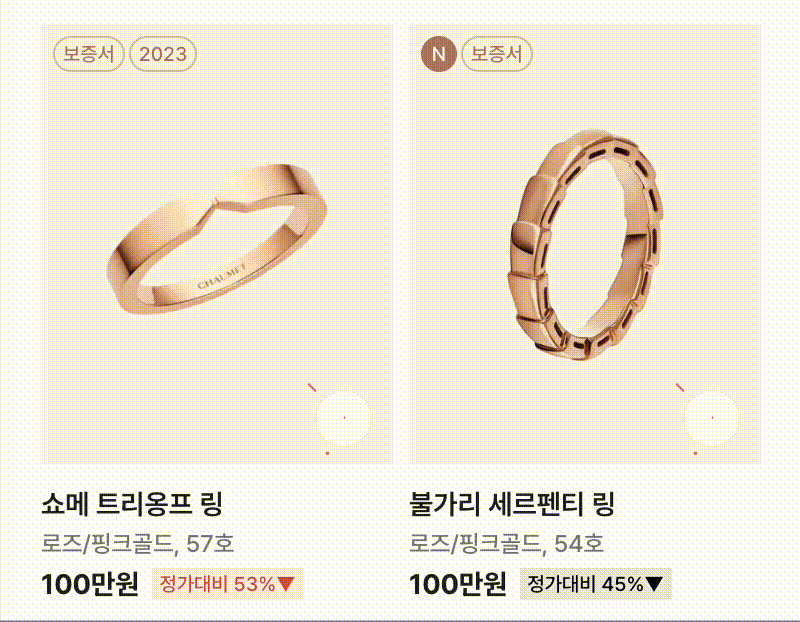 보증서 2023
CHAUMET
쇼메 트리옹프 링
로즈/핑크골드, 57호
100만원 정가대비 53%▼
N 보증서
불가리 세르펜티 링
로즈/핑크골드, 54호
100만원 정가대비 45%▼